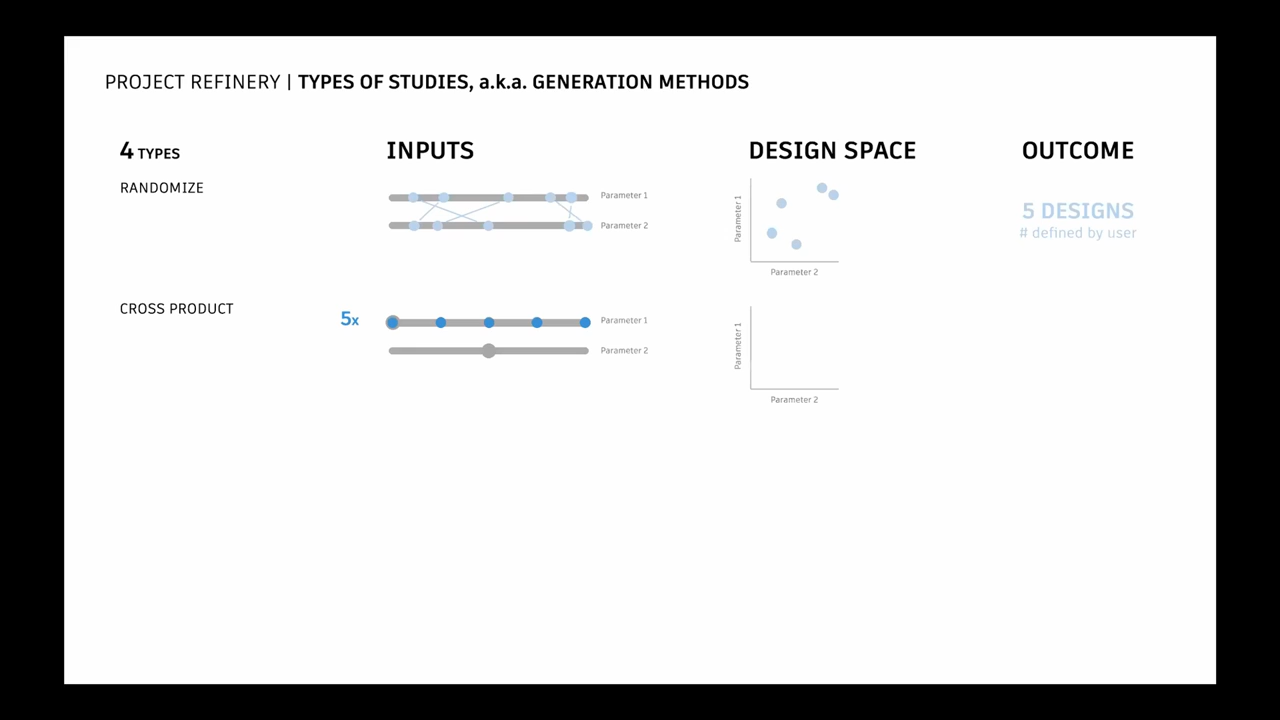 PROJECT REFINERY | TYPES OF STUDIES, a.k.a. GENERATION METHODS
4 TYPES
INPUTS
DESIGN SPACE
OUTCOME
RANDOMIZE
Parameter 1
Parameter 2
Parameter 1
Parameter 2
5 DESIGNS
# defined by user
CROSS PRODUCT
5x
Parameter 1
Parameter 2
Parameter 1
Parameter 2